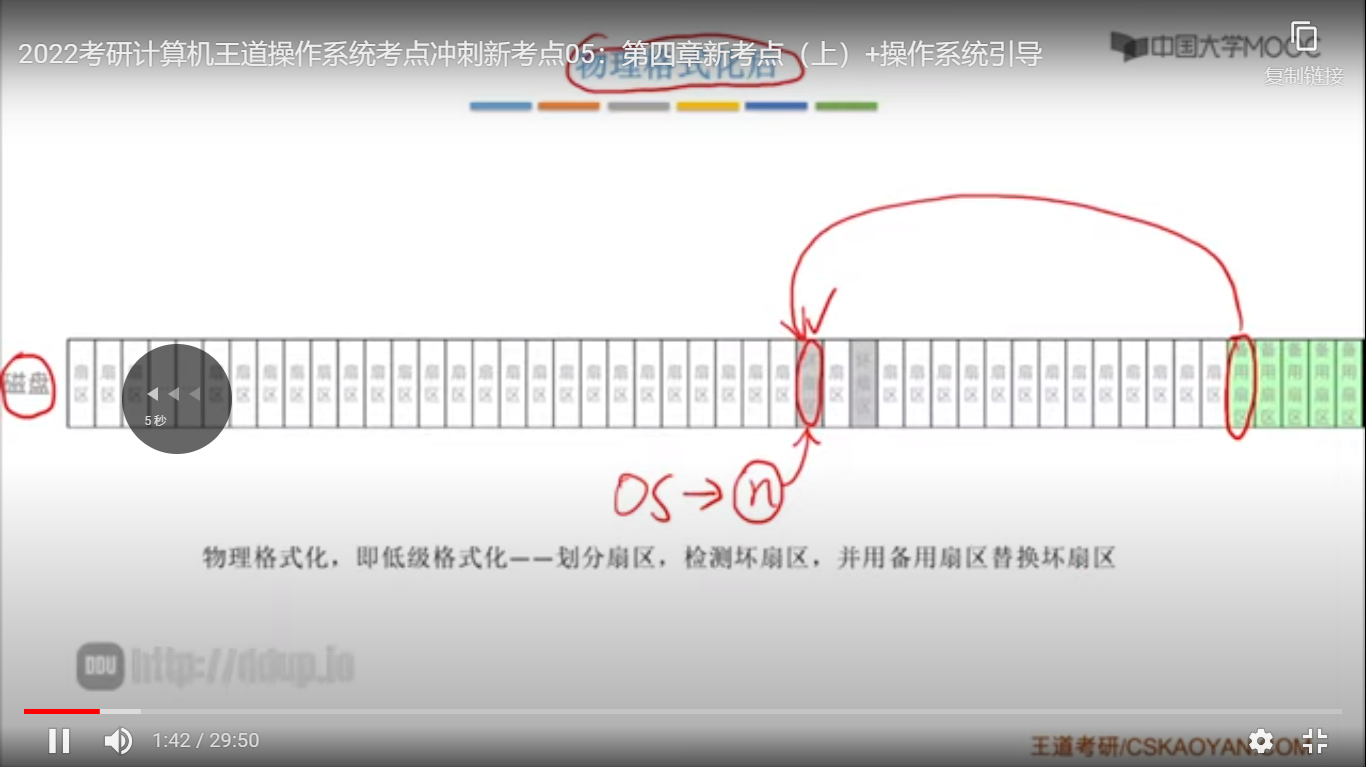 2022考研计算机王道操作系统考点冲刺新考点05：第四章新考点（上）+操作系统引导
中国大学MOOC
复制链接
物理格式化后
磁盘
扇区 扇区 扇区 扇区 扇区 扇区 扇区 扇区 扇区 扇区 扇区 扇区 扇区 扇区 扇区 扇区 扇区 扇区 扇区 扇区 扇区 扇区 扇区 扇区 坏扇区 扇区 扇区 扇区 扇区 扇区 扇区 扇区 扇区 扇区 扇区 扇区 扇区 备用扇区 备用扇区 备用扇区 备用扇区 备用扇区
5秒
OS→n
物理格式化，即低级格式化——划分扇区，检测坏扇区，并用备用扇区替换坏扇区
DDU http://ddup.io
1:42 / 29:50
王道考研/CSKAOYAN.COM